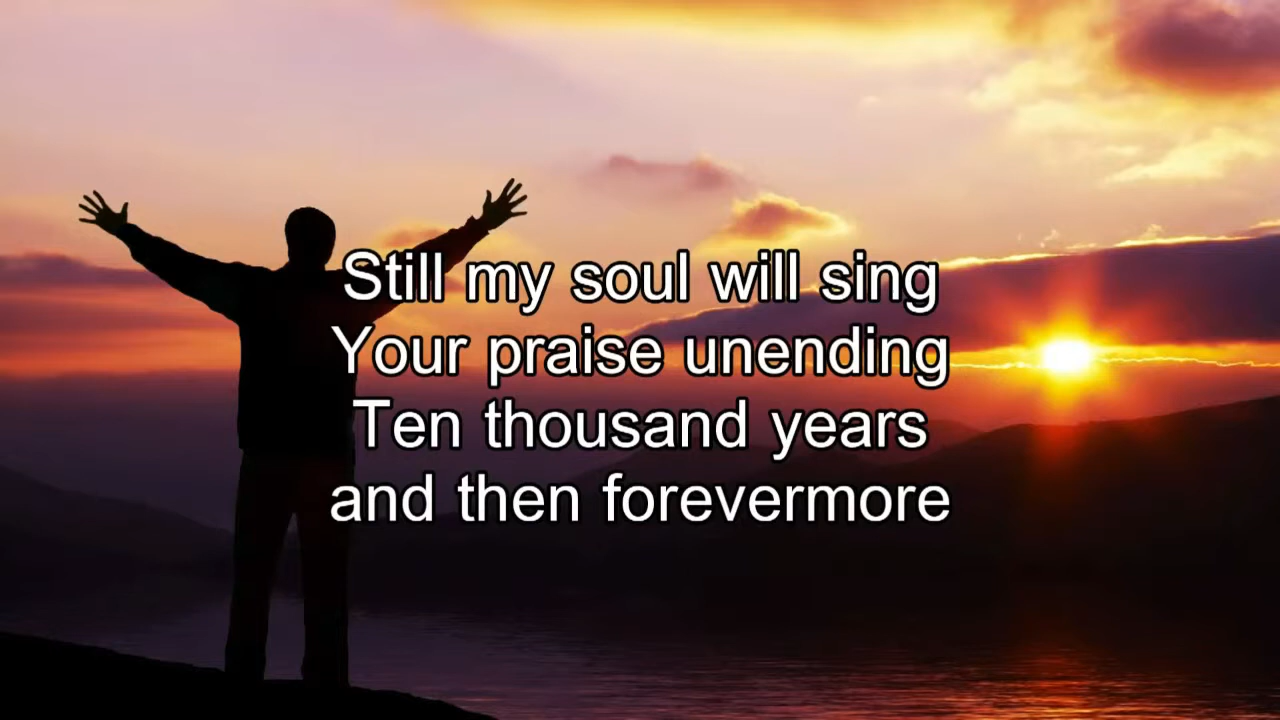 Still my soul will sing
Your praise unending
Ten thousand years
and then forevermore